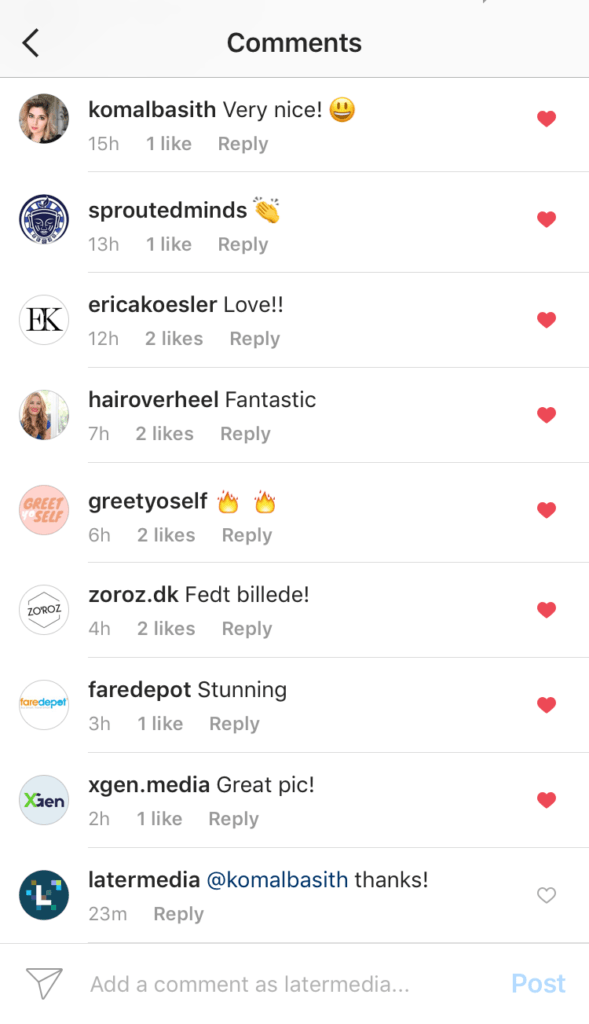 Comments
komalbasith Very nice! 😃
15h 1 like Reply
sproutedminds 👏
13h 1 like Reply
EK
ericakoesler Love!!
12h 2 likes Reply
hairoverheel Fantastic
7h 2 likes Reply
GREET
yo SELF
greetyoself 🔥 🔥
6h 2 likes Reply
ZO'ROZ
zoroz.dk Fedt billede!
4h 2 likes Reply
faredepot
faredepot Stunning
3h 1 like Reply
XGen
xgen.media Great pic!
2h 1 like Reply
L
latermedia @komalbasith thanks!
23m Reply
Add a comment as latermedia... Post